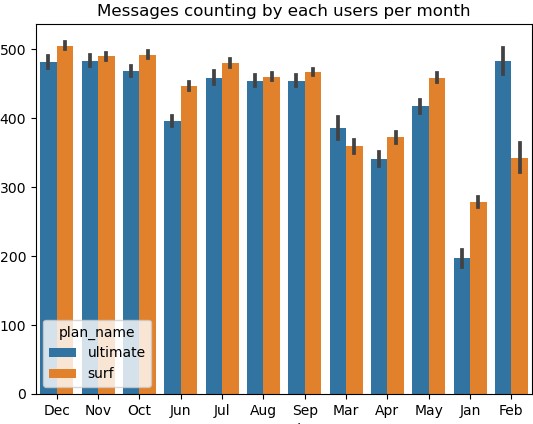 Messages counting by each users per month
500
400
300
200
100
0
plan_name
ultimate
surf
Dec Nov Oct Jun Jul Aug Sep Mar Apr May Jan Feb